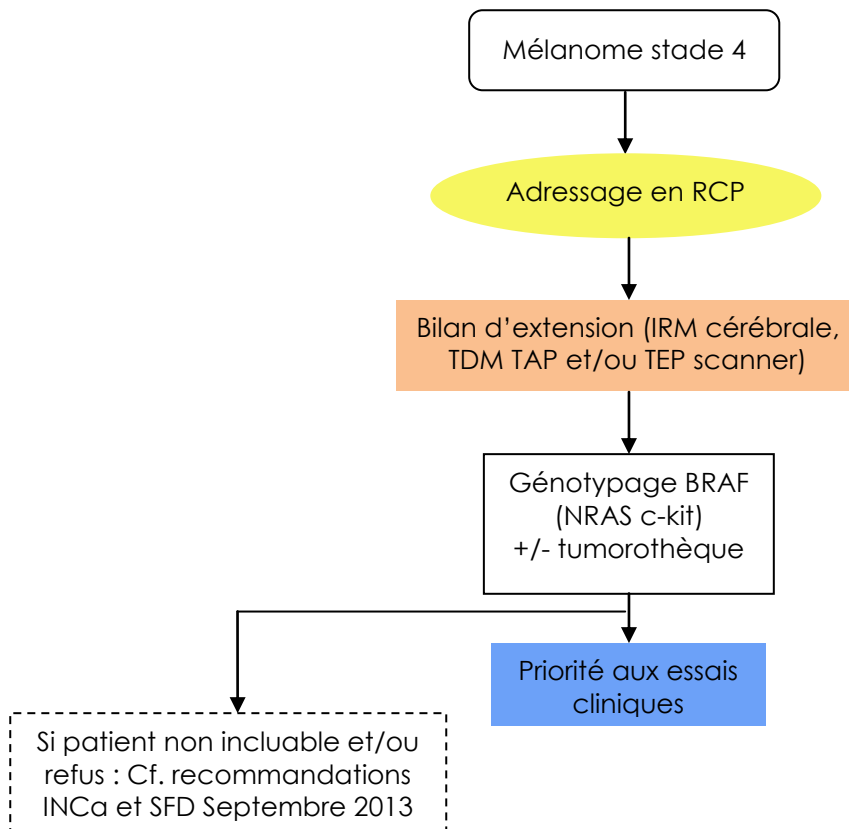 Mélanome stade 4
Adressage en RCP
Bilan d’extension (IRM cérébrale,
TDM TAP et/ou TEP scanner)
Génotypage BRAF
(NRAS c-kit)
+/- tumorothèque
Priorité aux essais
cliniques
Si patient non incluable et/ou
refus : Cf. recommandations
INCa et SFD Septembre 2013